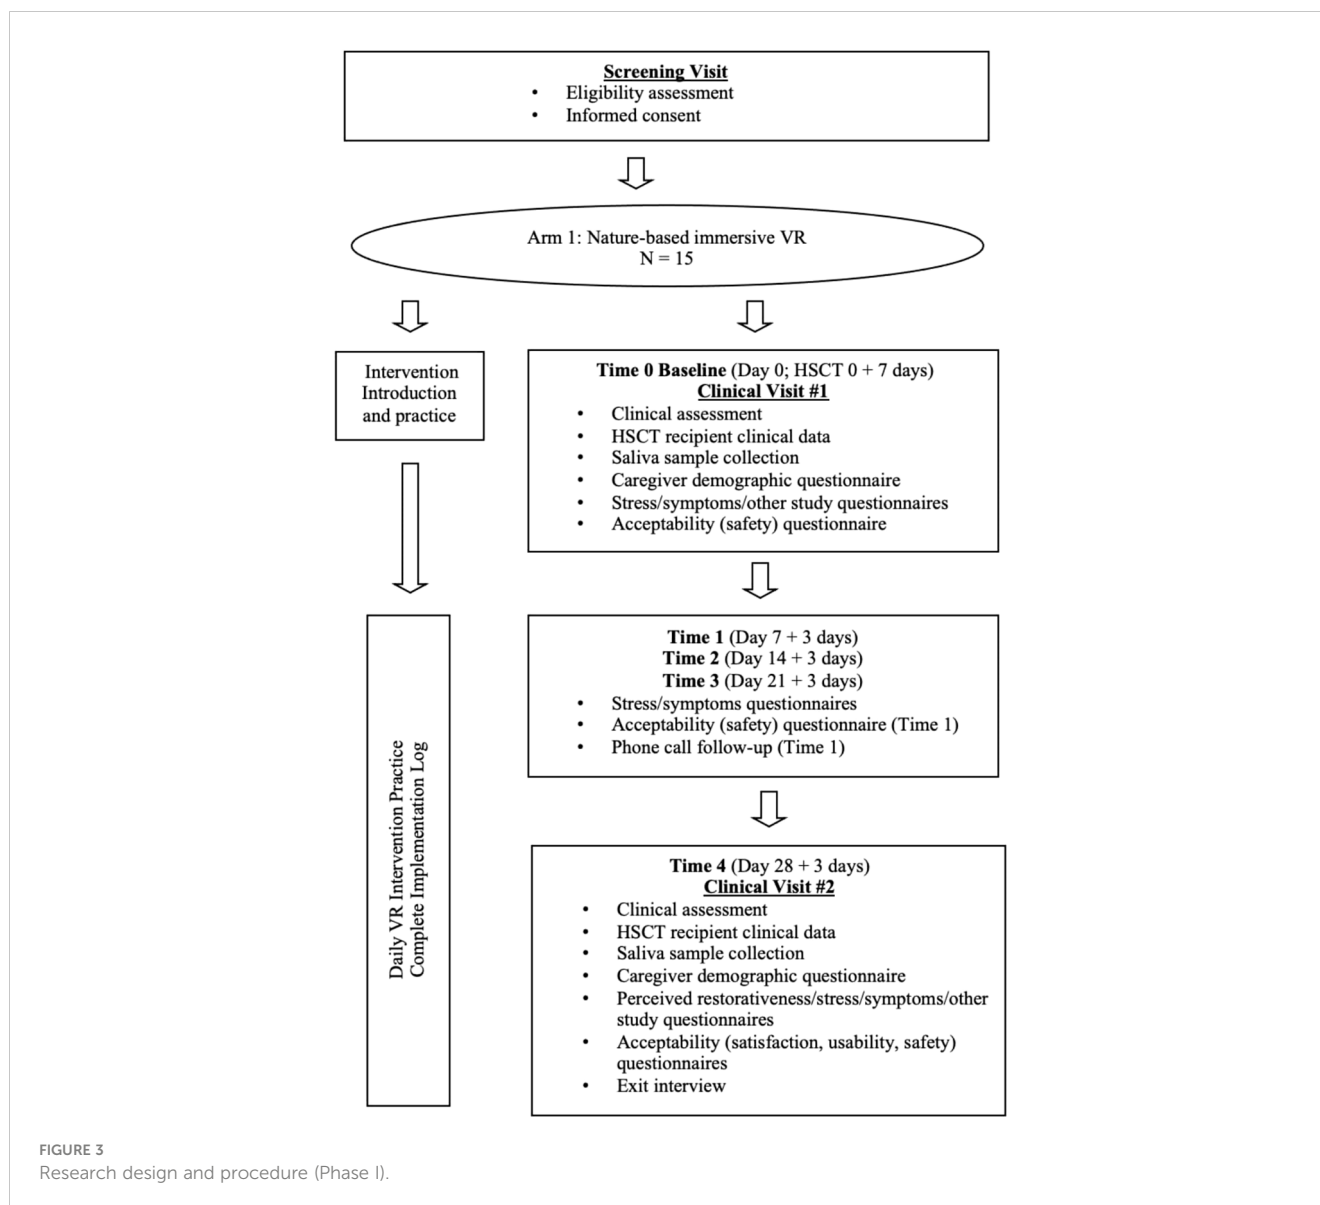 Screening Visit
• Eligibility assessment
• Informed consent
Arm 1: Nature-based immersive VR
N = 15
Intervention
Introduction
and practice
Time 0 Baseline (Day 0; HSCT 0 + 7 days)
Clinical Visit #1
• Clinical assessment
• HSCT recipient clinical data
• Saliva sample collection
• Caregiver demographic questionnaire
• Stress/symptoms/other study questionnaires
• Acceptability (safety) questionnaire
Daily VR Intervention Practice
Complete Implementation Log
Time 1 (Day 7 + 3 days)
Time 2 (Day 14 + 3 days)
Time 3 (Day 21 + 3 days)
• Stress/symptoms questionnaires
• Acceptability (safety) questionnaire (Time 1)
• Phone call follow-up (Time 1)
Time 4 (Day 28 + 3 days)
Clinical Visit #2
• Clinical assessment
• HSCT recipient clinical data
• Saliva sample collection
• Caregiver demographic questionnaire
• Perceived restorativeness/stress/symptoms/other
study questionnaires
• Acceptability (satisfaction, usability, safety)
questionnaires
• Exit interview
FIGURE 3
Research design and procedure (Phase I).